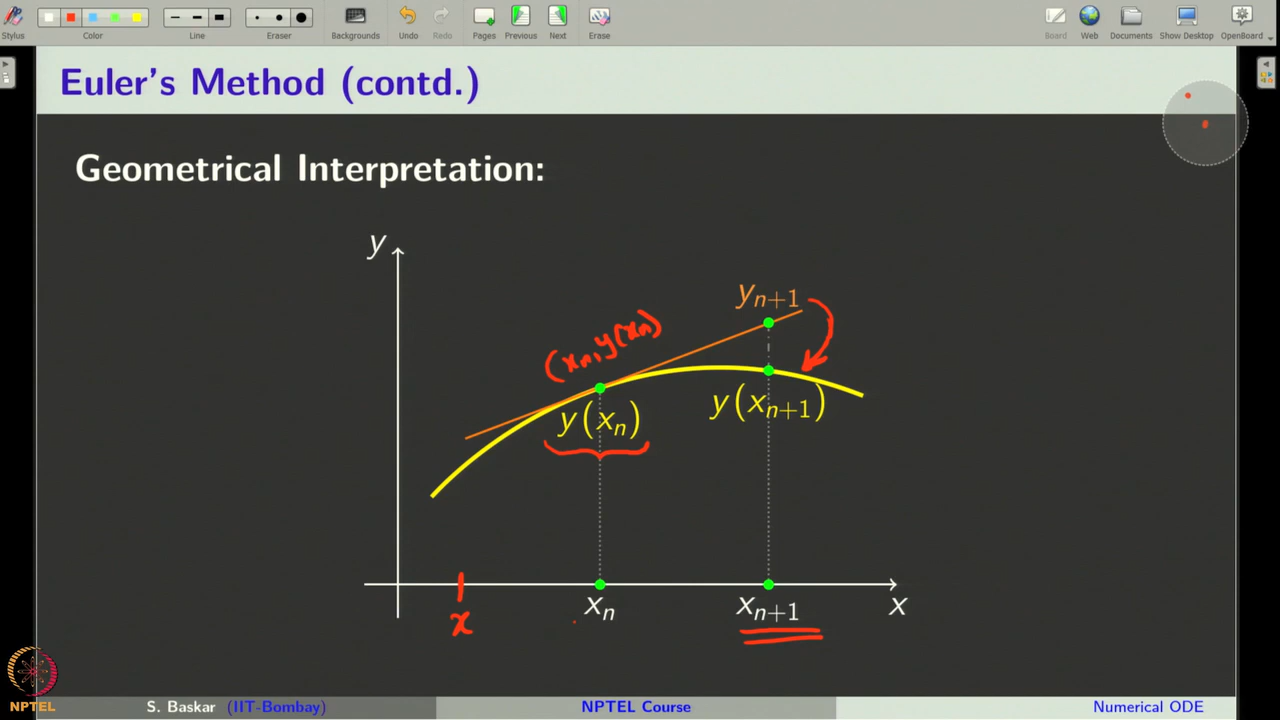 Stylus Color Line Eraser Backgrounds Undo Redo Pages Previous Next Erase Board Web Documents Show Desktop OpenBoard
Euler's Method (contd.)
Geometrical Interpretation:
y
y_{n+1}
(x_n, y(x_n))
y(x_n)
y(x_{n+1})
x_n
x_{n+1}
x
x
NPTEL
S. Baskar (IIT-Bombay) NPTEL Course Numerical ODE